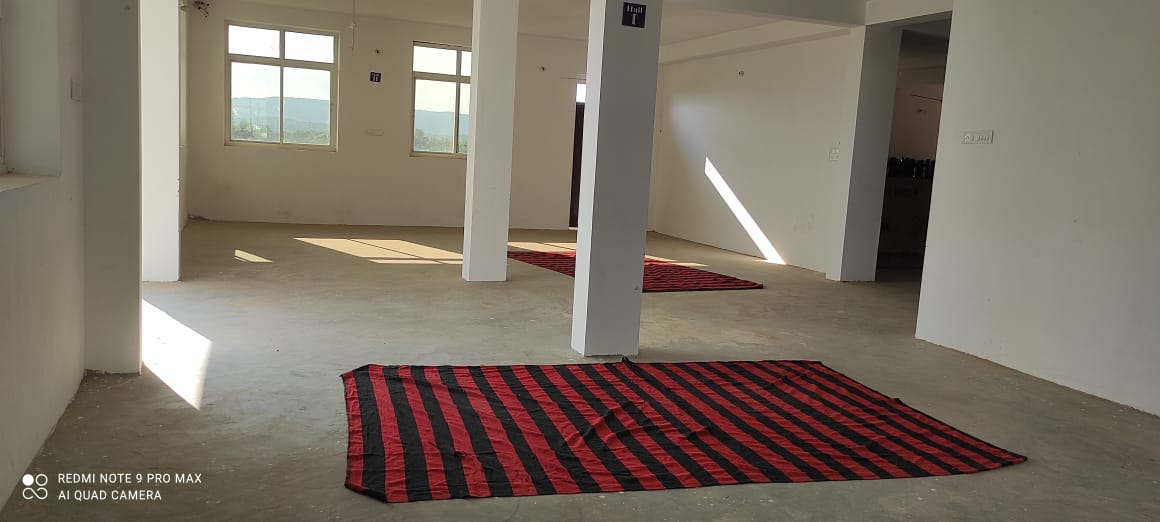 Hall
I
REDMI NOTE 9 PRO MAX
AI QUAD CAMERA